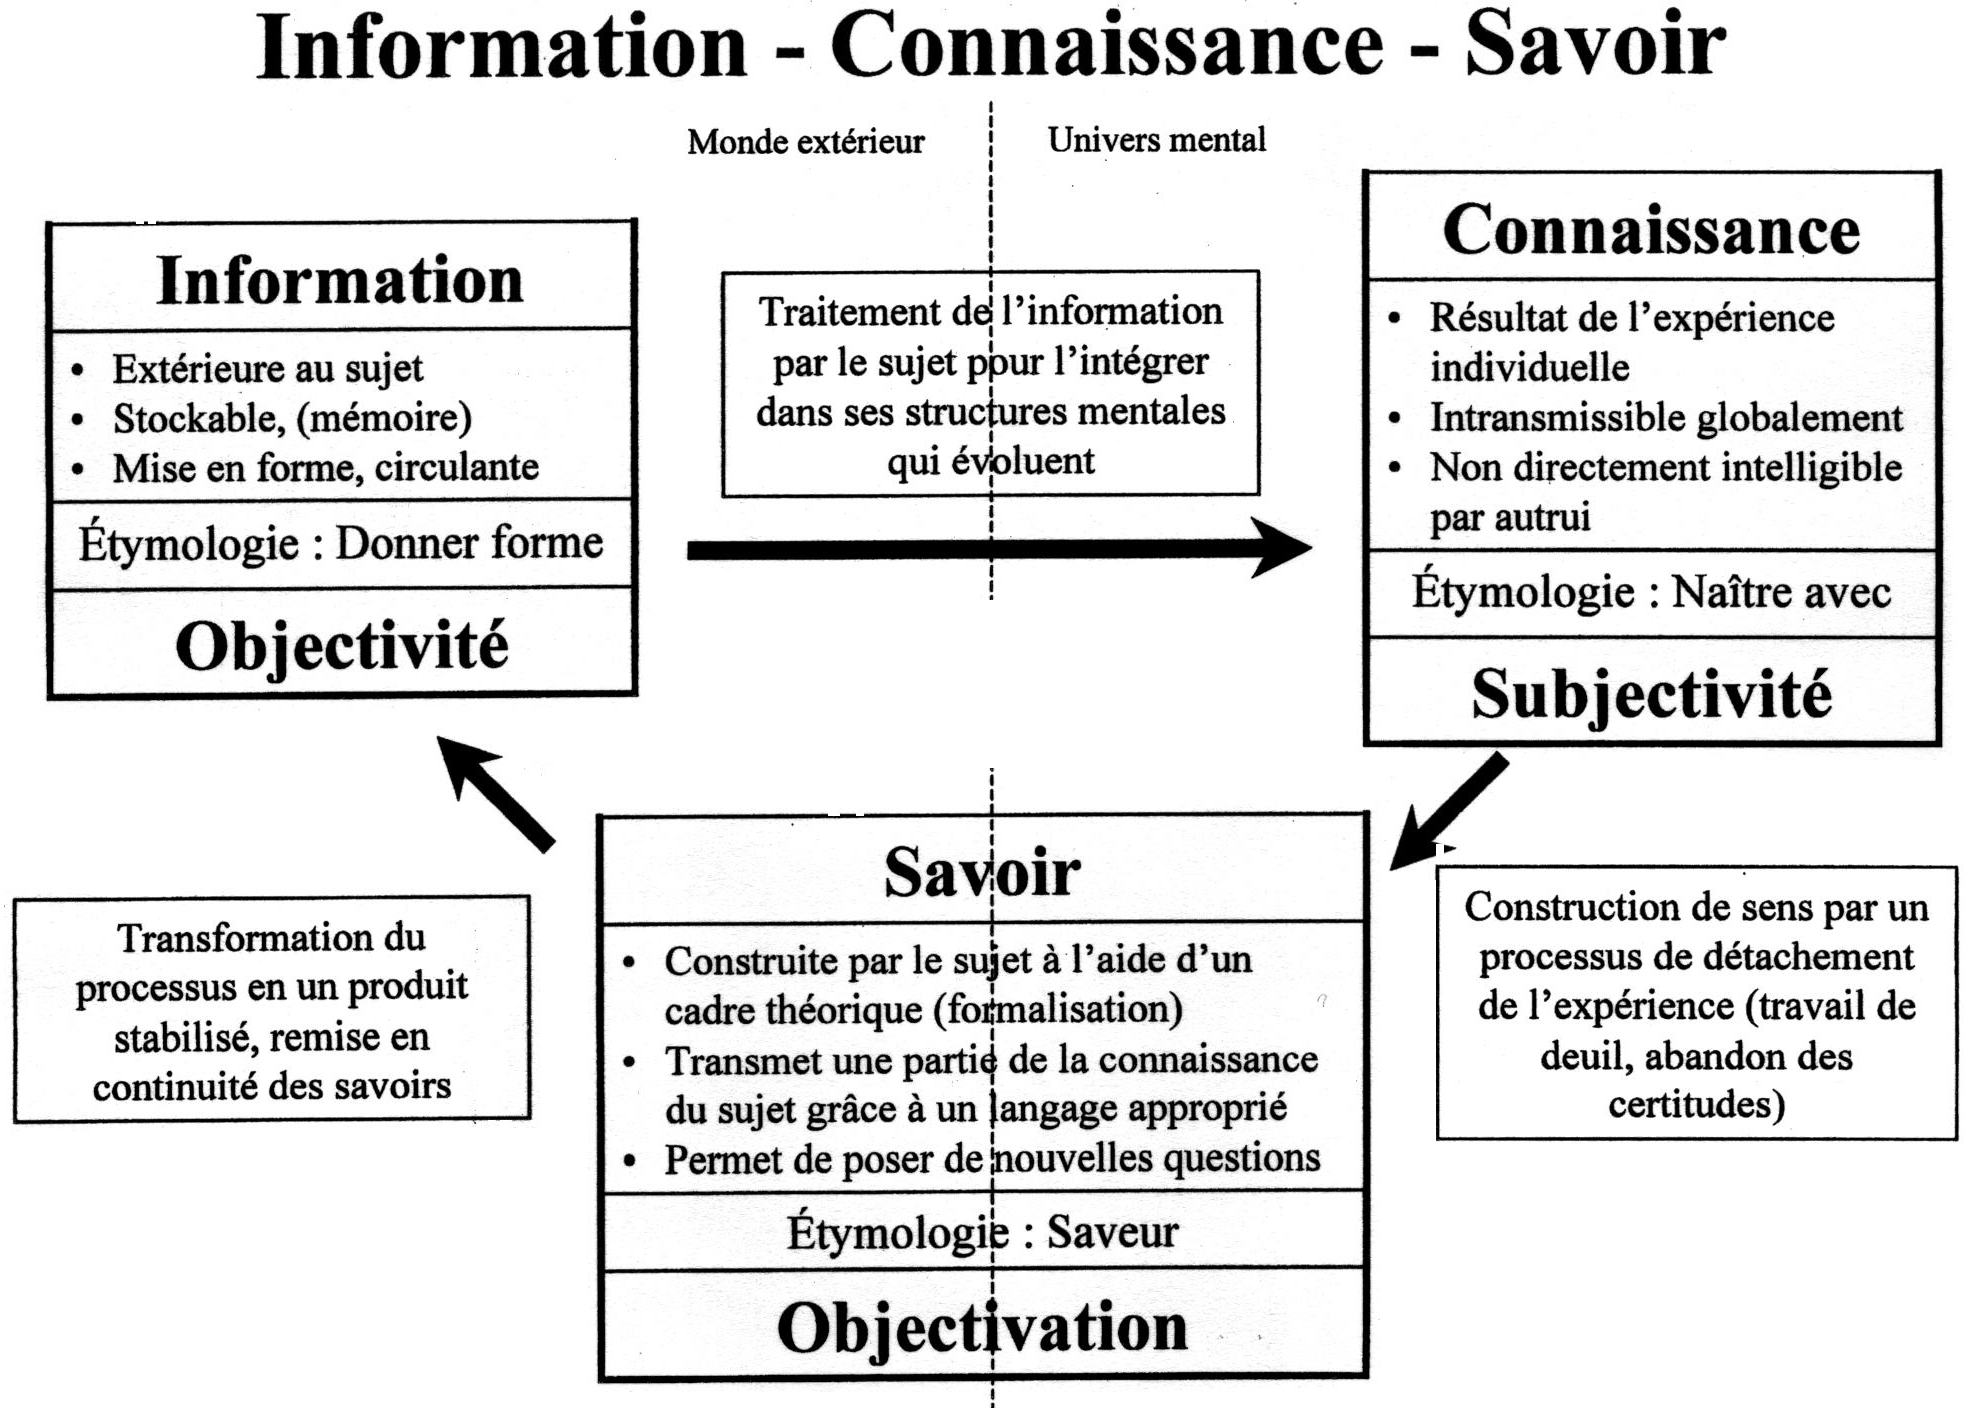 Information - Connaissance - Savoir
Monde extérieur
Univers mental
Information
• Extérieure au sujet
• Stockable, (mémoire)
• Mise en forme, circulante
Étymologie : Donner forme
Objectivité
Traitement de l’information
par le sujet pour l’intégrer
dans ses structures mentales
qui évoluent
Connaissance
• Résultat de l’expérience
individuelle
• Intransmissible globalement
• Non directement intelligible
par autrui
Étymologie : Naître avec
Subjectivité
Construction de sens par un
processus de détachement
de l’expérience (travail de
deuil, abandon des
certitudes)
Savoir
• Construite par le sujet à l’aide d’un
cadre théorique (formalisation)
• Transmet une partie de la connaissance
du sujet grâce à un langage approprié
• Permet de poser de nouvelles questions
Étymologie : Saveur
Objectivation
Transformation du
processus en un produit
stabilisé, remise en
continuité des savoirs